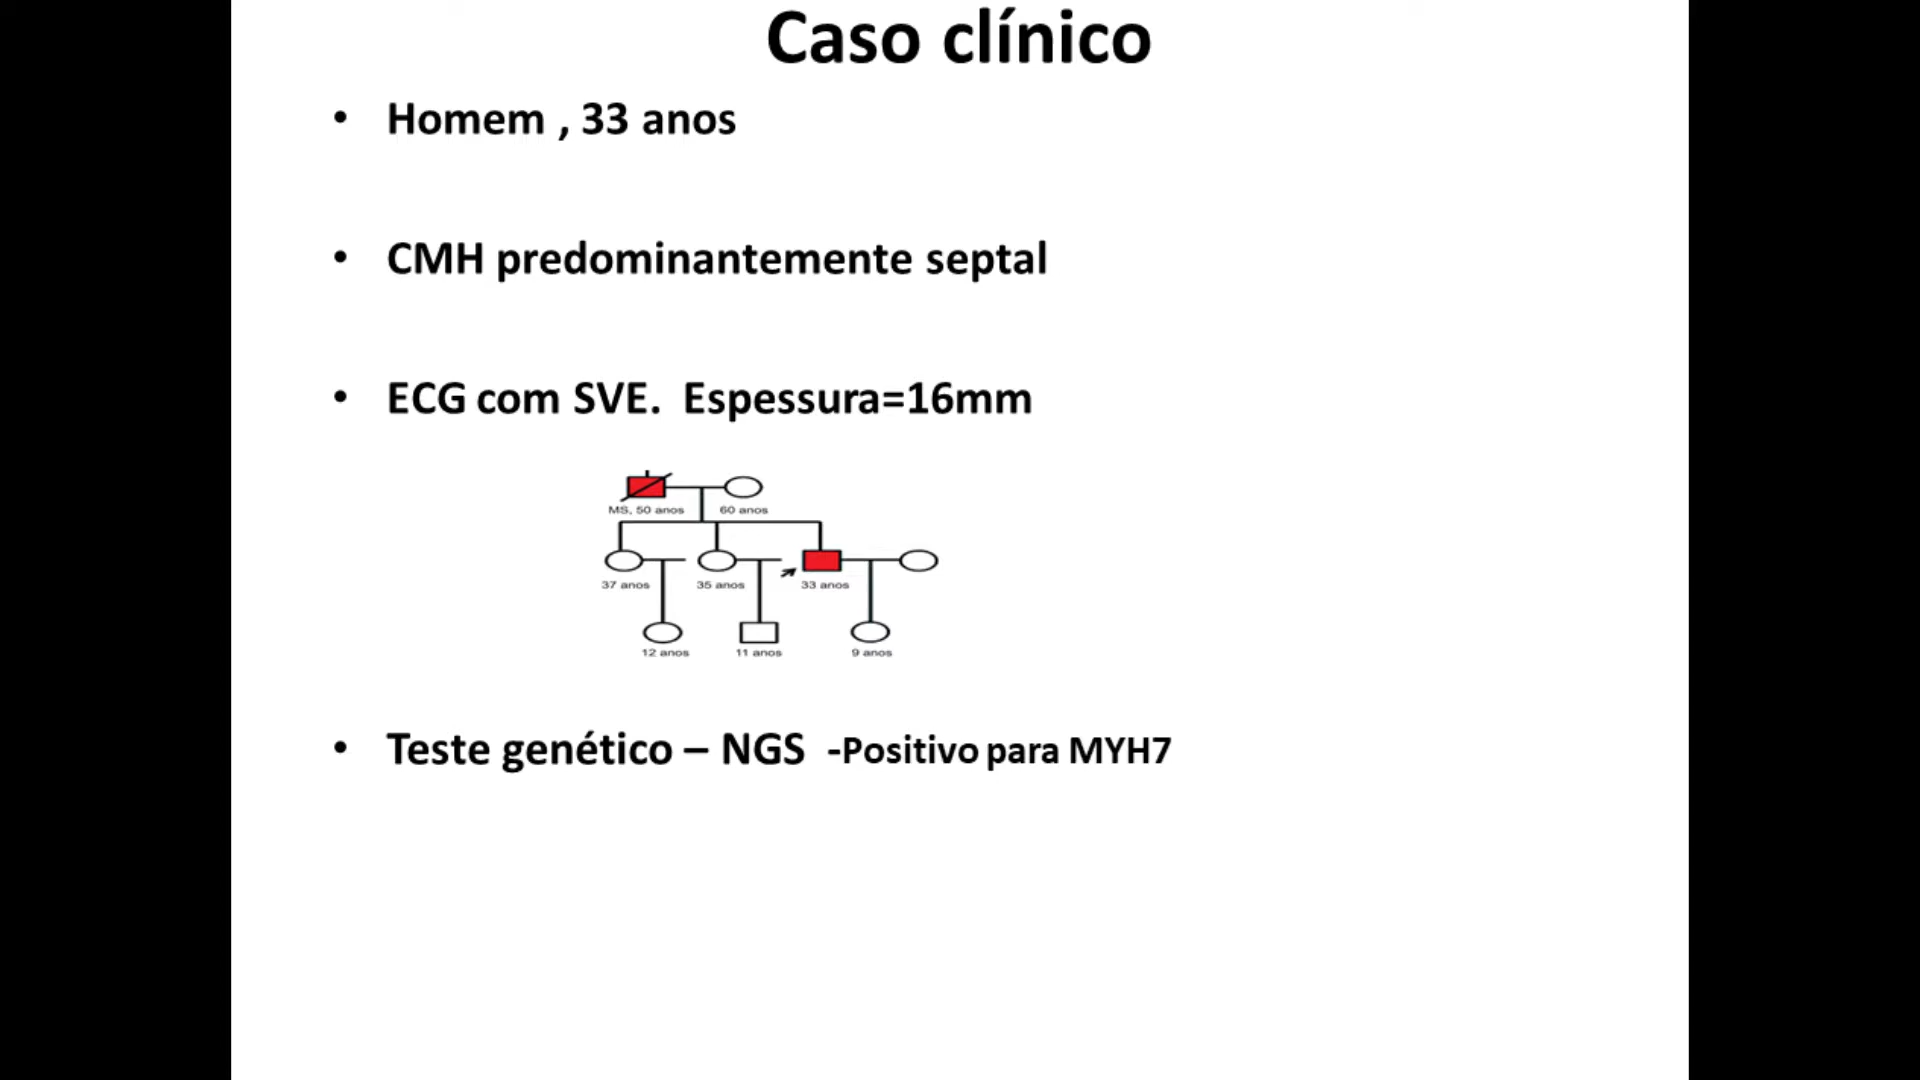 Caso clínico
• Homem , 33 anos
• CMH predominantemente septal
• ECG com SVE. Espessura=16mm
MS, 50 anos 60 anos
37 anos 35 anos 33 anos
12 anos 11 anos 9 anos
• Teste genético – NGS -Positivo para MYH7